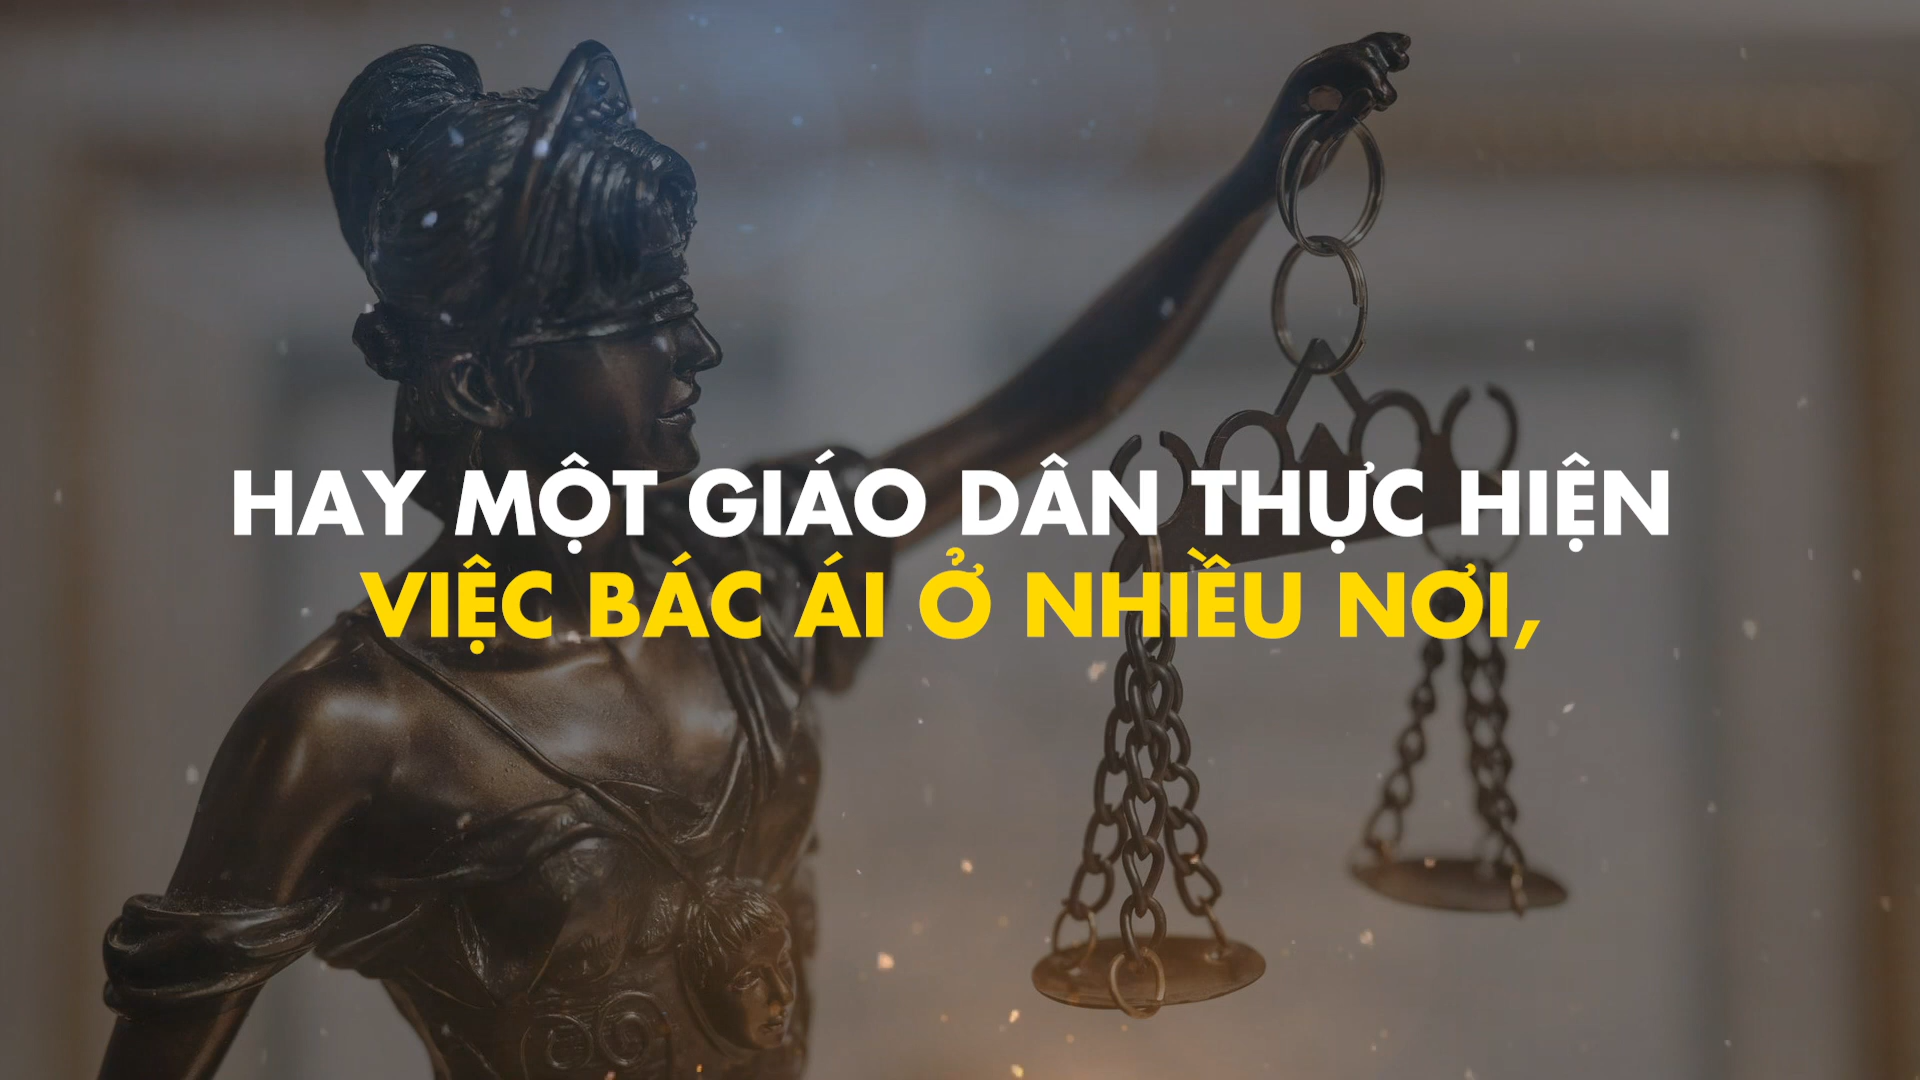 HAY MỘT GIÁO DÂN THỰC HIỆN
VIỆC BÁC ÁI Ở NHIỀU NƠI,